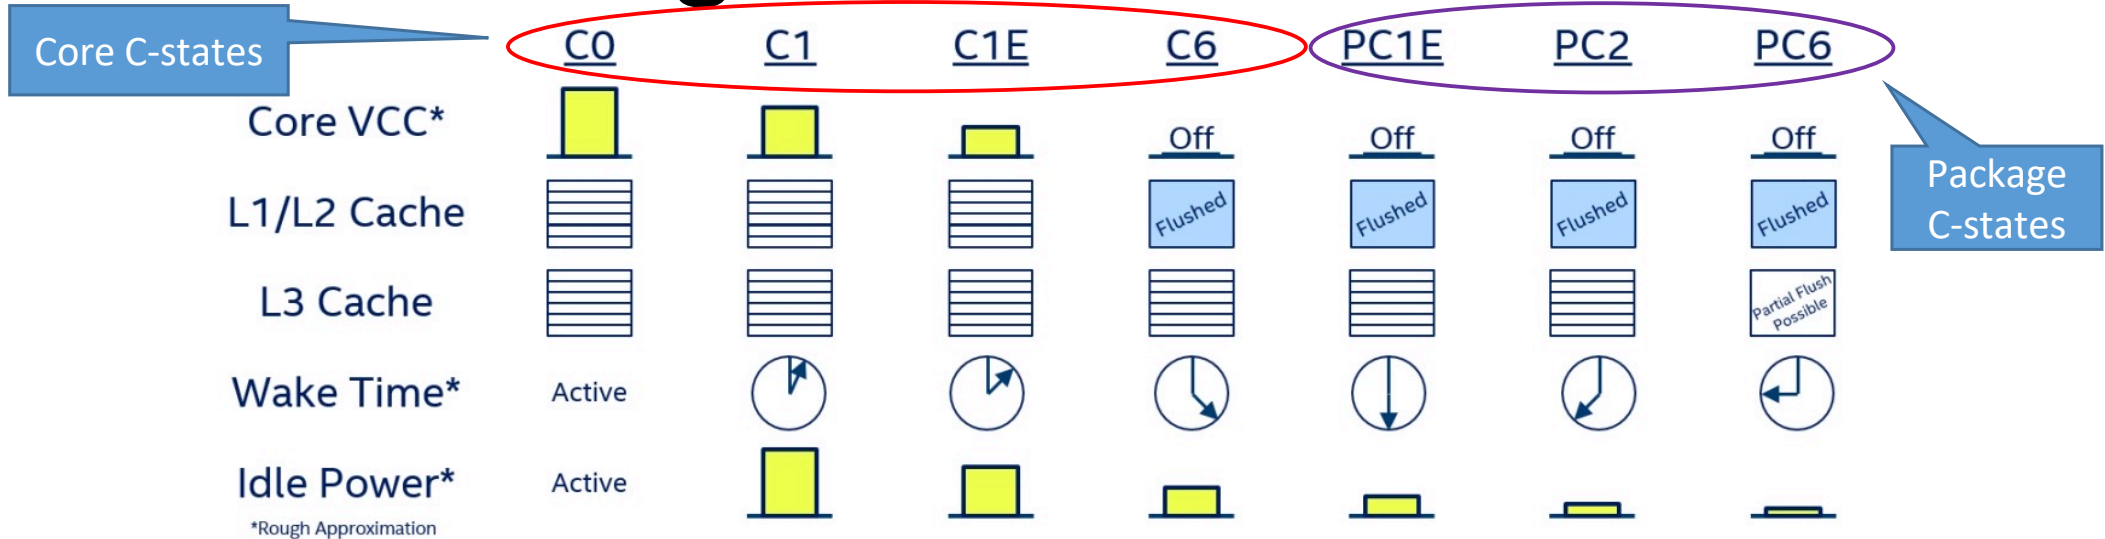 Core C-states
C0 C1 C1E C6 PC1E PC2 PC6
Core VCC* Off Off Off Off
L1/L2 Cache Flushed Flushed Flushed Flushed
Package
C-states
L3 Cache Partial Flush
Possible
Wake Time* Active
Idle Power* Active
*Rough Approximation